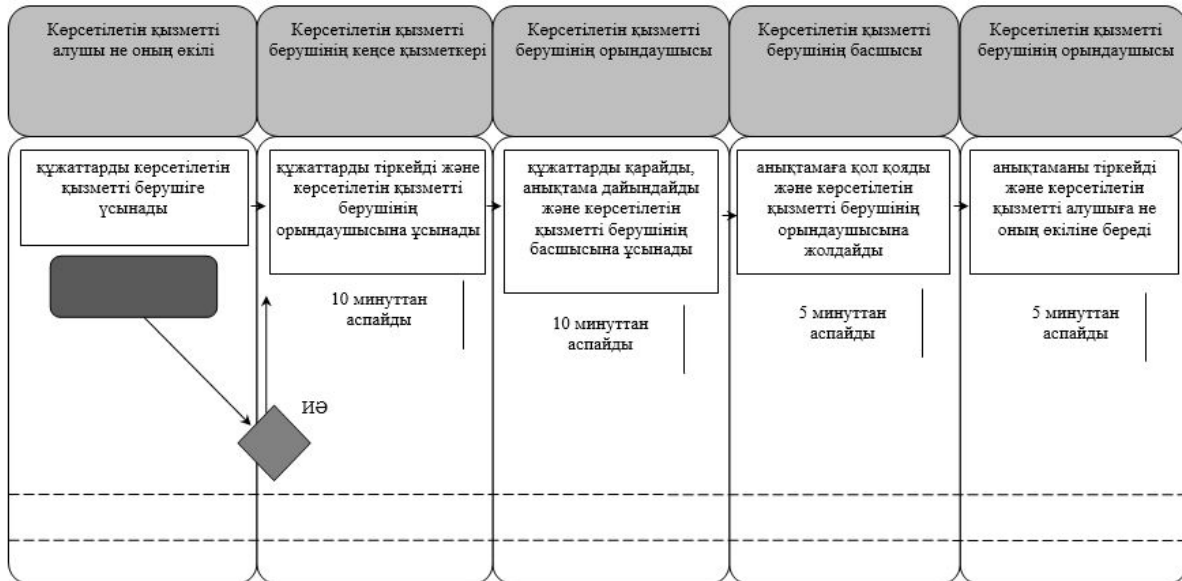 Көрсетілетін қызметті
алушы не оның өкілі
Көрсетілетін қызметті
берушінің кеңсе қызметкері
Көрсетілетін қызметті
берушінің орындаушысы
Көрсетілетін қызметті
берушінің басшысы
Көрсетілетін қызметті
берушінің орындаушысы
құжаттарды көрсетілетін
қызметті берушіге
ұсынады
құжаттарды тіркейді және
көрсетілетін қызметті
берушінің
орындаушысына ұсынады
құжаттарды қарайды,
анықтама дайындайды
және көрсетілетін
қызметті берушінің
басшысына ұсынады
анықтамаға қол қояды
және көрсетілетін
қызметті берушінің
орындаушысына
жолдайды
анықтаманы тіркейді
және көрсетілетін
қызметті алушыға не
оның өкіліне береді
10 минуттан
аспайды
10 минуттан
аспайды
5 минуттан
аспайды
5 минуттан
аспайды
ИӘ